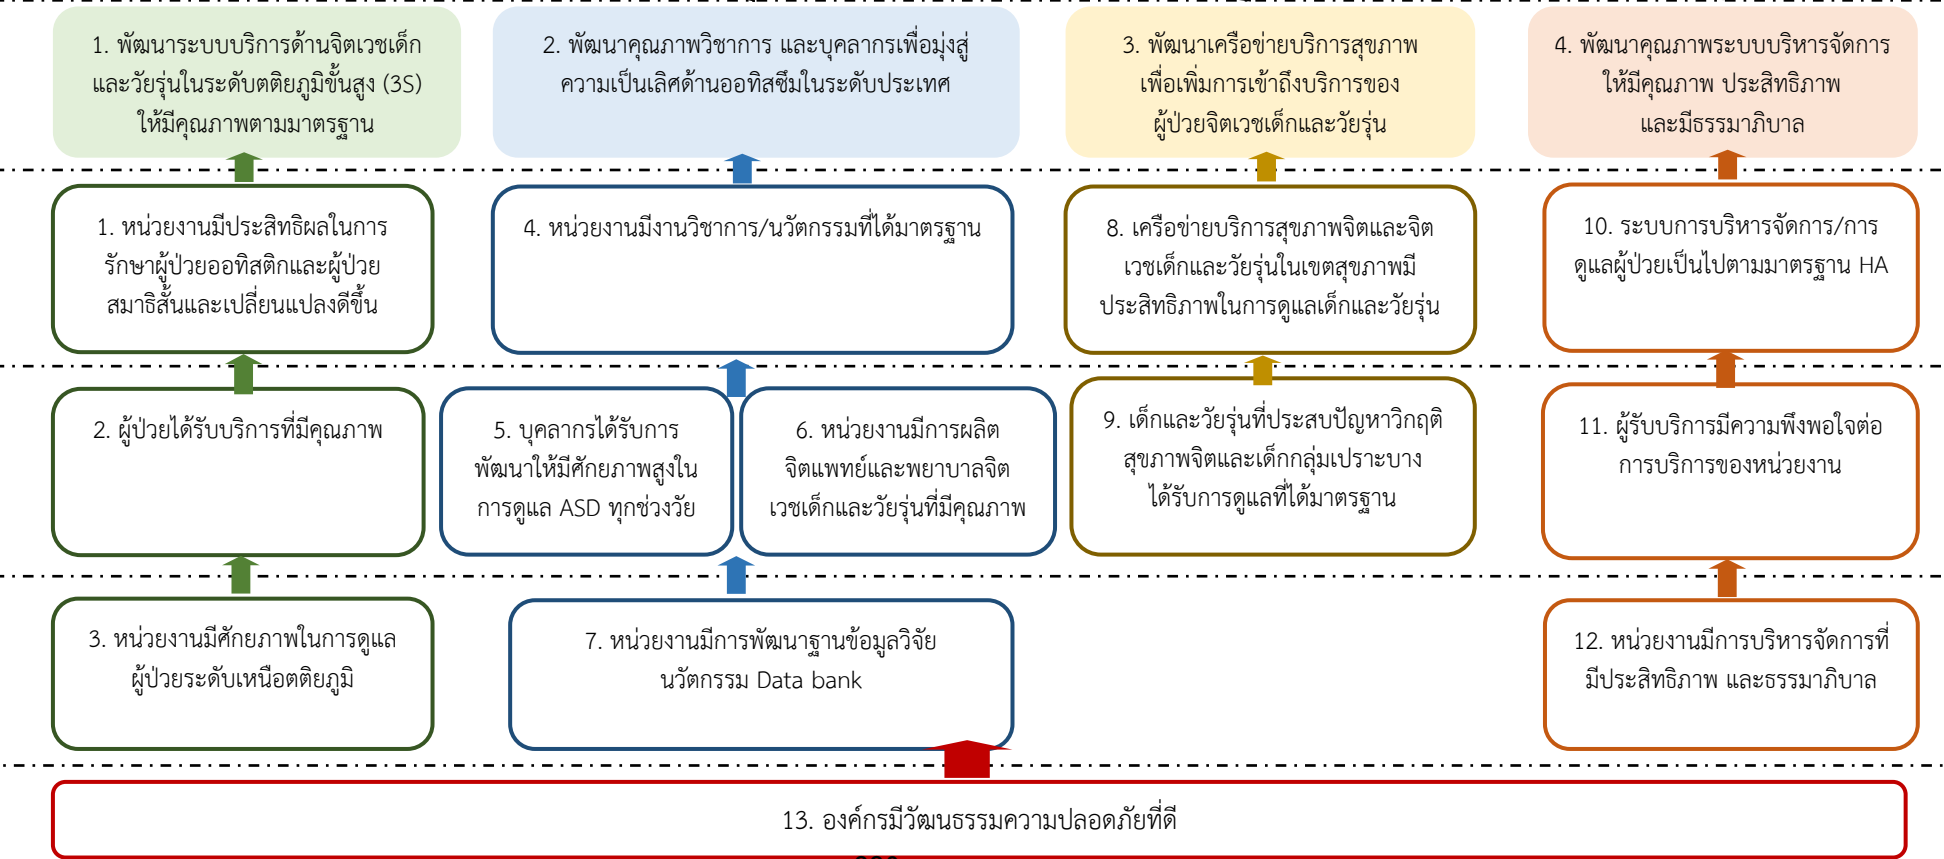 1. พัฒนาระบบบริการด้านจิตเวชเด็ก
และวัยรุ่นในระดับตติยภูมิขั้นสูง (3S)
ให้มีคุณภาพตามมาตรฐาน
2. พัฒนาคุณภาพวิชาการ และบุคลากรเพื่อมุ่งสู่
ความเป็นเลิศด้านออทิสซึมในระดับประเทศ
3. พัฒนาเครือข่ายบริการสุขภาพ
เพื่อเพิ่มการเข้าถึงบริการของ
ผู้ป่วยจิตเวชเด็กและวัยรุ่น
4. พัฒนาคุณภาพระบบบริหารจัดการ
ให้มีคุณภาพ ประสิทธิภาพ
และมีธรรมาภิบาล
1. หน่วยงานมีประสิทธิผลในการ
รักษาผู้ป่วยออทิสติกและผู้ป่วย
สมาธิสั้นและเปลี่ยนแปลงดีขึ้น
4. หน่วยงานมีงานวิชาการ/นวัตกรรมที่ได้มาตรฐาน
8. เครือข่ายบริการสุขภาพจิตและจิต
เวชเด็กและวัยรุ่นในเขตสุขภาพมี
ประสิทธิภาพในการดูแลเด็กและวัยรุ่น
10. ระบบการบริหารจัดการ/การ
ดูแลผู้ป่วยเป็นไปตามมาตรฐาน HA
2. ผู้ป่วยได้รับบริการที่มีคุณภาพ
5. บุคลากรได้รับการ
พัฒนาให้มีศักยภาพสูงใน
การดูแล ASD ทุกช่วงวัย
6. หน่วยงานมีการผลิต
จิตแพทย์และพยาบาลจิต
เวชเด็กและวัยรุ่นที่มีคุณภาพ
9. เด็กและวัยรุ่นที่ประสบปัญหาวิกฤติ
สุขภาพจิตและเด็กกลุ่มเปราะบาง
ได้รับการดูแลที่ได้มาตรฐาน
11. ผู้รับบริการมีความพึงพอใจต่อ
การบริการของหน่วยงาน
3. หน่วยงานมีศักยภาพในการดูแล
ผู้ป่วยระดับเหนือตติยภูมิ
7. หน่วยงานมีการพัฒนาฐานข้อมูลวิจัย
นวัตกรรม Data bank
12. หน่วยงานมีการบริหารจัดการที่
มีประสิทธิภาพ และธรรมาภิบาล
13. องค์กรมีวัฒนธรรมความปลอดภัยที่ดี